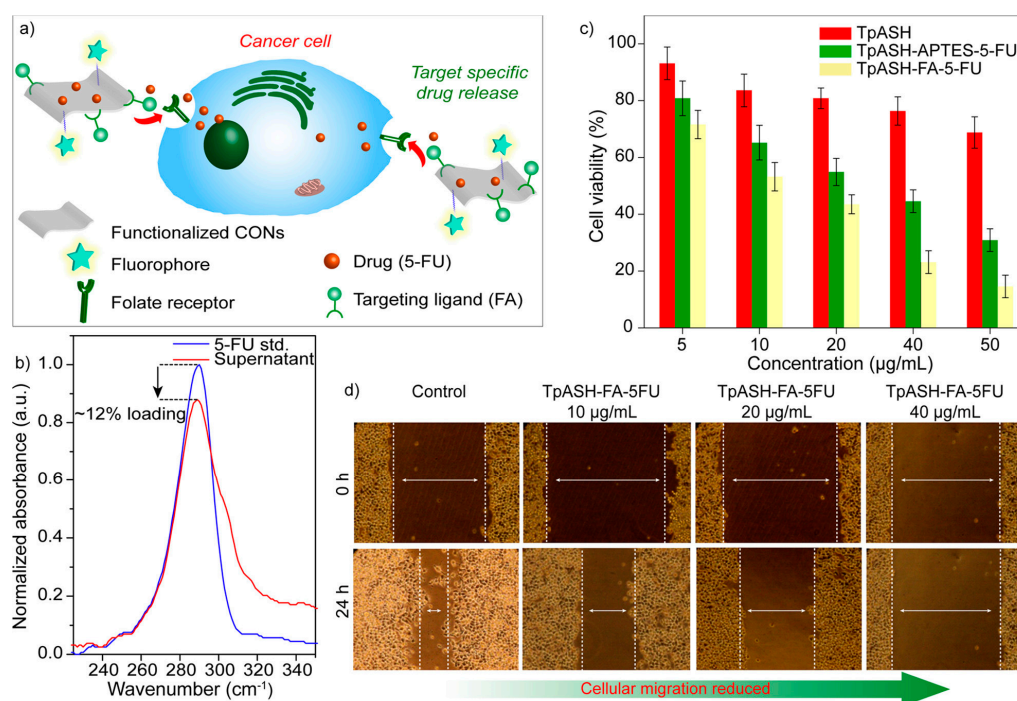 a)
Cancer cell
Target specific
drug release
Functionalized CONs
Fluorophore
Folate receptor
Drug (5-FU)
Targeting ligand (FA)
b)
5-FU std.
Supernatant
~12% loading
Normalized absorbance (a.u.)
1.0
0.8
0.6
0.4
0.2
0.0
240 260 280 300 320 340
Wavenumber (cm⁻¹)
c)
TpASH
TpASH-APTES-5-FU
TpASH-FA-5-FU
Cell viability (%)
100
80
60
40
20
0
5 10 20 40 50
Concentration (µg/mL)
d)
Control
TpASH-FA-5FU
10 µg/mL
TpASH-FA-5FU
20 µg/mL
TpASH-FA-5FU
40 µg/mL
0 h
24 h
Cellular migration reduced